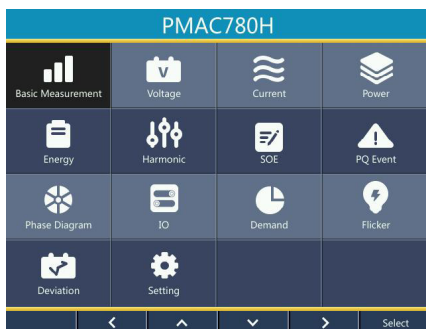 PMAC780H
V
Basic Measurement Voltage Current Power
Energy Harmonic SOE PQ Event
Phase Diagram IO Demand Flicker
Deviation Setting
Select